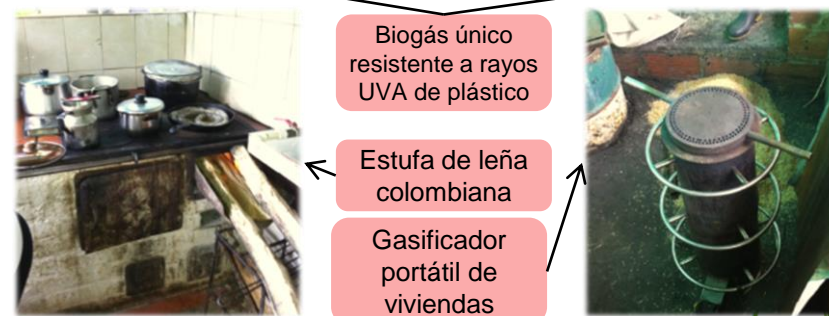 Biogás único
resistente a rayos
UVA de plástico
Estufa de leña
colombiana
Gasificador
portátil de
viviendas